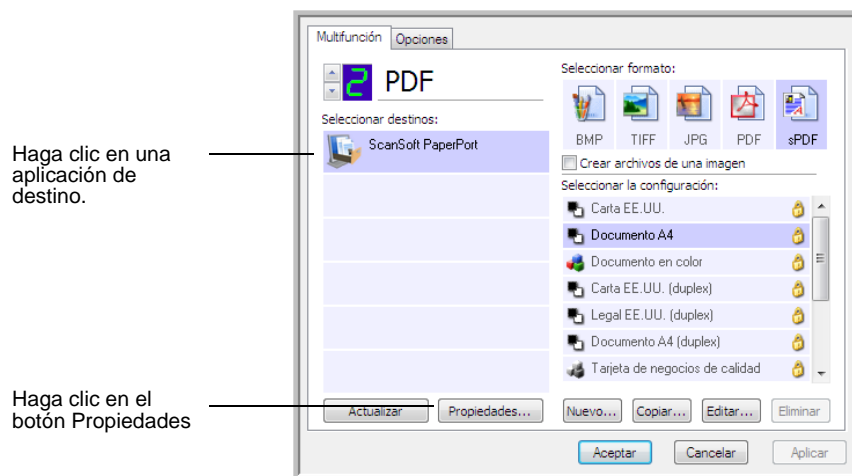 Multifunción Opciones
2 PDF
Seleccionar destinos:
ScanSoft PaperPort
Haga clic en una
aplicación de
destino.
Seleccionar formato:
BMP TIFF JPG PDF sPDF
Crear archivos de una imagen
Seleccionar la configuración:
Carta EE.UU.
Documento A4
Documento en color
Carta EE.UU. (duplex)
Legal EE.UU. (duplex)
Documento A4 (duplex)
Tarjeta de negocios de calidad
Haga clic en el
botón Propiedades
Actualizar Propiedades... Nuevo... Copiar... Editar... Eliminar
Aceptar Cancelar Aplicar